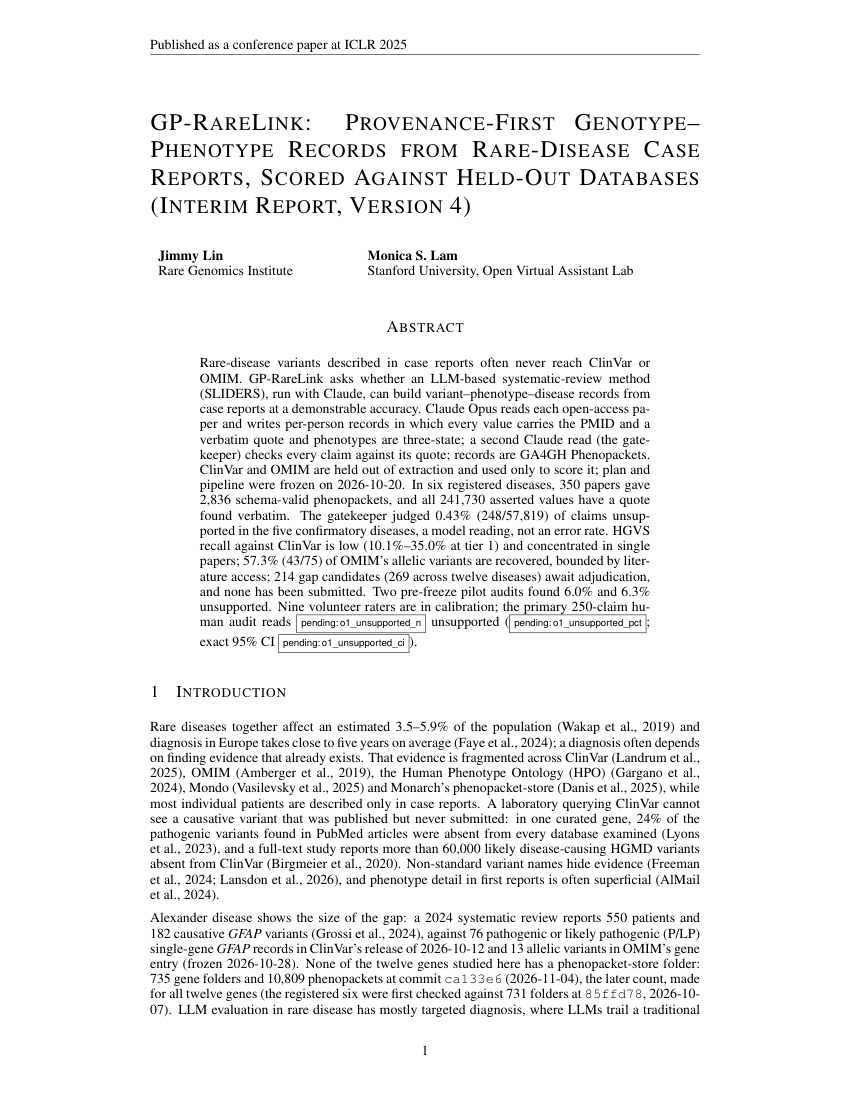 Published as a conference paper at ICLR 2025
GP-RARELINK: PROVENANCE-FIRST GENOTYPE–
PHENOTYPE RECORDS FROM RARE-DISEASE CASE
REPORTS, SCORED AGAINST HELD-OUT DATABASES
(INTERIM REPORT, VERSION 4)
Jimmy Lin Monica S. Lam
Rare Genomics Institute Stanford University, Open Virtual Assistant Lab
ABSTRACT
Rare-disease variants described in case reports often never reach ClinVar or
OMIM. GP-RareLink asks whether an LLM-based systematic-review method
(SLIDERS), run with Claude, can build variant–phenotype–disease records from
case reports at a demonstrable accuracy. Claude Opus reads each open-access pa-
per and writes per-person records in which every value carries the PMID and a
verbatim quote and phenotypes are three-state; a second Claude read (the gate-
keeper) checks every claim against its quote; records are GA4GH Phenopackets.
ClinVar and OMIM are held out of extraction and used only to score it; plan and
pipeline were frozen on 2026-10-20. In six registered diseases, 350 papers gave
2,836 schema-valid phenopackets, and all 241,730 asserted values have a quote
found verbatim. The gatekeeper judged 0.43% (248/57,819) of claims unsup-
ported in the five confirmatory diseases, a model reading, not an error rate. HGVS
recall against ClinVar is low (10.1%–35.0% at tier 1) and concentrated in single
papers; 57.3% (43/75) of OMIM's allelic variants are recovered, bounded by liter-
ature access; 214 gap candidates (269 across twelve diseases) await adjudication,
and none has been submitted. Two pre-freeze pilot audits found 6.0% and 6.3%
unsupported. Nine volunteer raters are in calibration; the primary 250-claim hu-
man audit reads pending: o1_unsupported_n unsupported (pending: o1_unsupported_pct;
exact 95% CI pending: o1_unsupported_ci).
1 INTRODUCTION
Rare diseases together affect an estimated 3.5–5.9% of the population (Wakap et al., 2019) and
diagnosis in Europe takes close to five years on average (Faye et al., 2024); a diagnosis often depends
on finding evidence that already exists. That evidence is fragmented across ClinVar (Landrum et al.,
2025), OMIM (Amberger et al., 2019), the Human Phenotype Ontology (HPO) (Gargano et al.,
2024), Mondo (Vasilevsky et al., 2025) and Monarch's phenopacket-store (Danis et al., 2025), while
most individual patients are described only in case reports. A laboratory querying ClinVar cannot
see a causative variant that was published but never submitted: in one curated gene, 24% of the
pathogenic variants found in PubMed articles were absent from every database examined (Lyons
et al., 2023), and a full-text study reports more than 60,000 likely disease-causing HGMD variants
absent from ClinVar (Birgmeier et al., 2020). Non-standard variant names hide evidence (Freeman
et al., 2024; Lansdon et al., 2026), and phenotype detail in first reports is often superficial (AlMail
et al., 2024).
Alexander disease shows the size of the gap: a 2024 systematic review reports 550 patients and
182 causative GFAP variants (Grossi et al., 2024), against 76 pathogenic or likely pathogenic (P/LP)
single-gene GFAP records in ClinVar's release of 2026-10-12 and 13 allelic variants in OMIM's gene
entry (frozen 2026-10-28). None of the twelve genes studied here has a phenopacket-store folder:
735 gene folders and 10,809 phenopackets at commit ca133e6 (2026-11-04), the later count, made
for all twelve genes (the registered six were first checked against 731 folders at 85ffd78, 2026-10-
07). LLM evaluation in rare disease has mostly targeted diagnosis, where LLMs trail a traditional
1